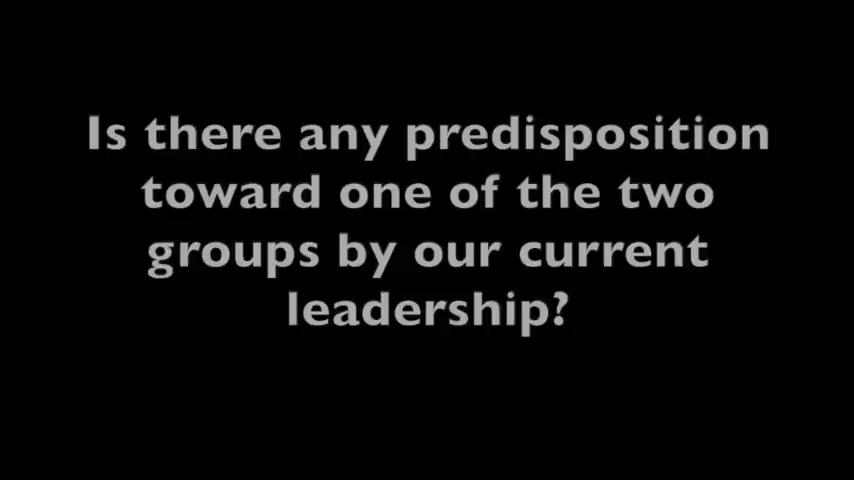 Is there any predisposition
toward one of the two
groups by our current
leadership?